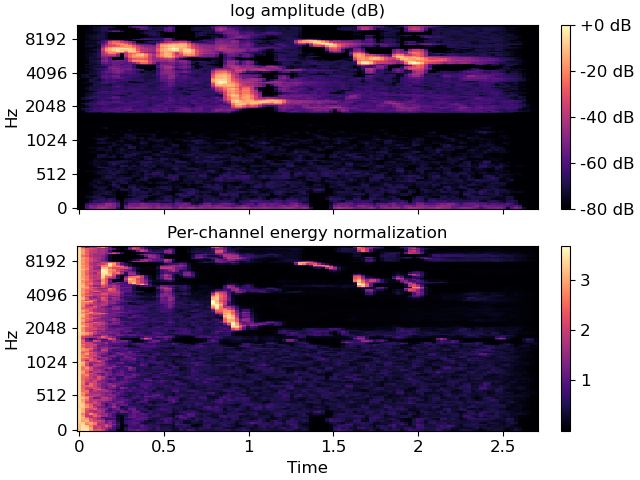 log amplitude (dB)
8192
4096
2048
1024
512
0
Hz
+0 dB
-20 dB
-40 dB
-60 dB
-80 dB
Per-channel energy normalization
8192
4096
2048
1024
512
0
Hz
3
2
1
0
0.5
1
1.5
2
2.5
Time